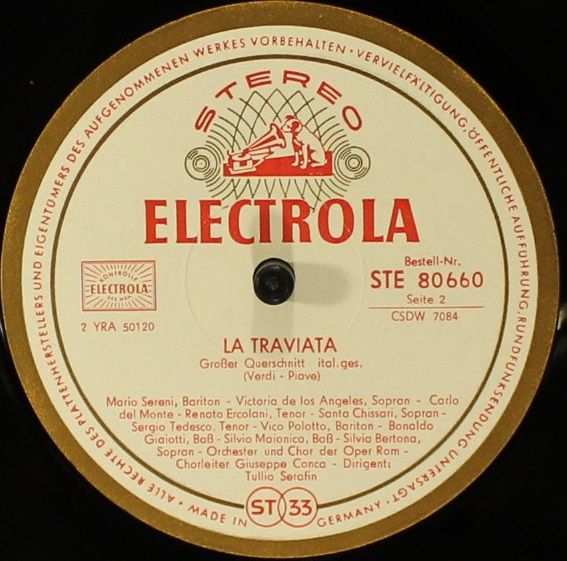 • ALLE RECHTE DES PLATTENHERSTELLERS UND EIGENTÜMERS DES AUFGENOMMENEN WERKES VORBEHALTEN • VERVIELFÄLTIGUNG, ÖFFENTLICHE AUFFÜHRUNG, RUNDFUNKSENDUNG UNTERSAGT •
STEREO
ELECTROLA
Bestell-Nr.
STE 80660
Seite 2
CSDW 7084
KONTROLLE
ELECTROLA
2 YRA 50120
LA TRAVIATA
Großer Querschnitt ital.ges.
(Verdi - Piave)
Mario Sereni, Bariton - Victoria de los Angeles, Sopran - Carlo
del Monte - Renato Ercolani, Tenor - Santa Chissari, Sopran -
Sergio Tedesco, Tenor - Vico Polotto, Bariton - Bonaldo
Giaiotti, Baß - Silvio Maionica, Baß - Silvia Bertona,
Sopran - Orchester und Chor der Oper Rom -
Chorleiter Giuseppe Conca - Dirigent:
Tullio Serafin
MADE IN
ST 33
GERMANY